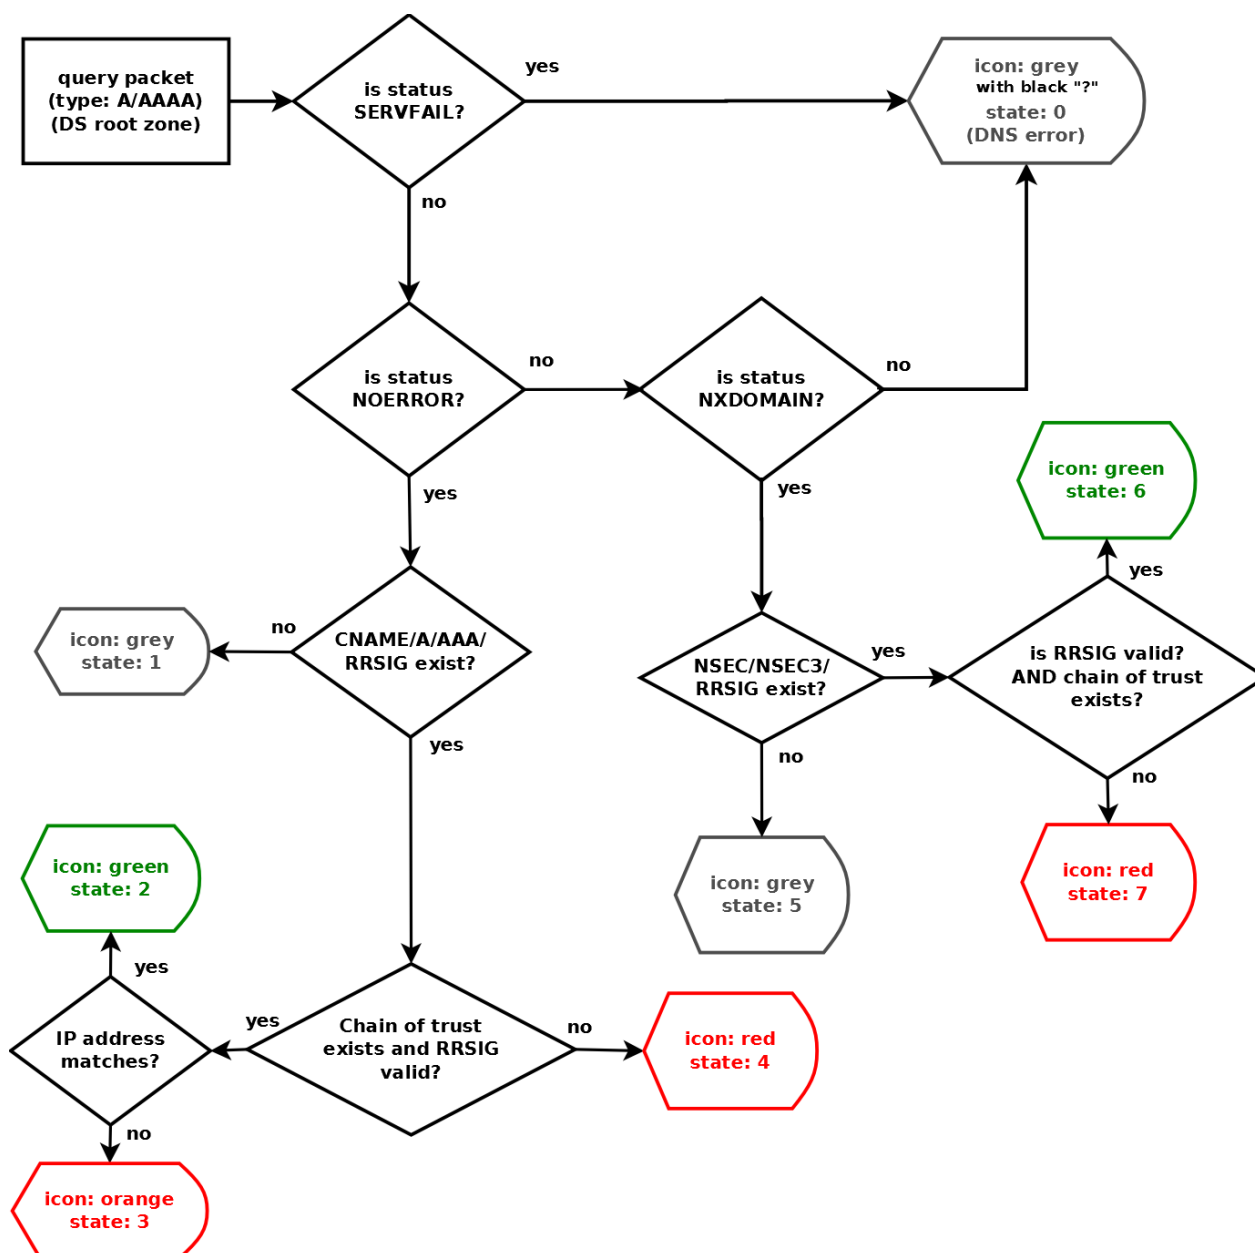 query packet
(type: A/AAAA)
(DS root zone)
is status
SERVFAIL?
yes
icon: grey
with black "?"
state: 0
(DNS error)
no
is status
NOERROR?
no
is status
NXDOMAIN?
no
yes
yes
icon: green
state: 6
yes
CNAME/A/AAA/
RRSIG exist?
no
icon: grey
state: 1
NSEC/NSEC3/
RRSIG exist?
yes
is RRSIG valid?
AND chain of trust
exists?
yes
no
no
icon: grey
state: 5
icon: red
state: 7
icon: green
state: 2
yes
IP address
matches?
yes
Chain of trust
exists and RRSIG
valid?
no
icon: red
state: 4
no
icon: orange
state: 3